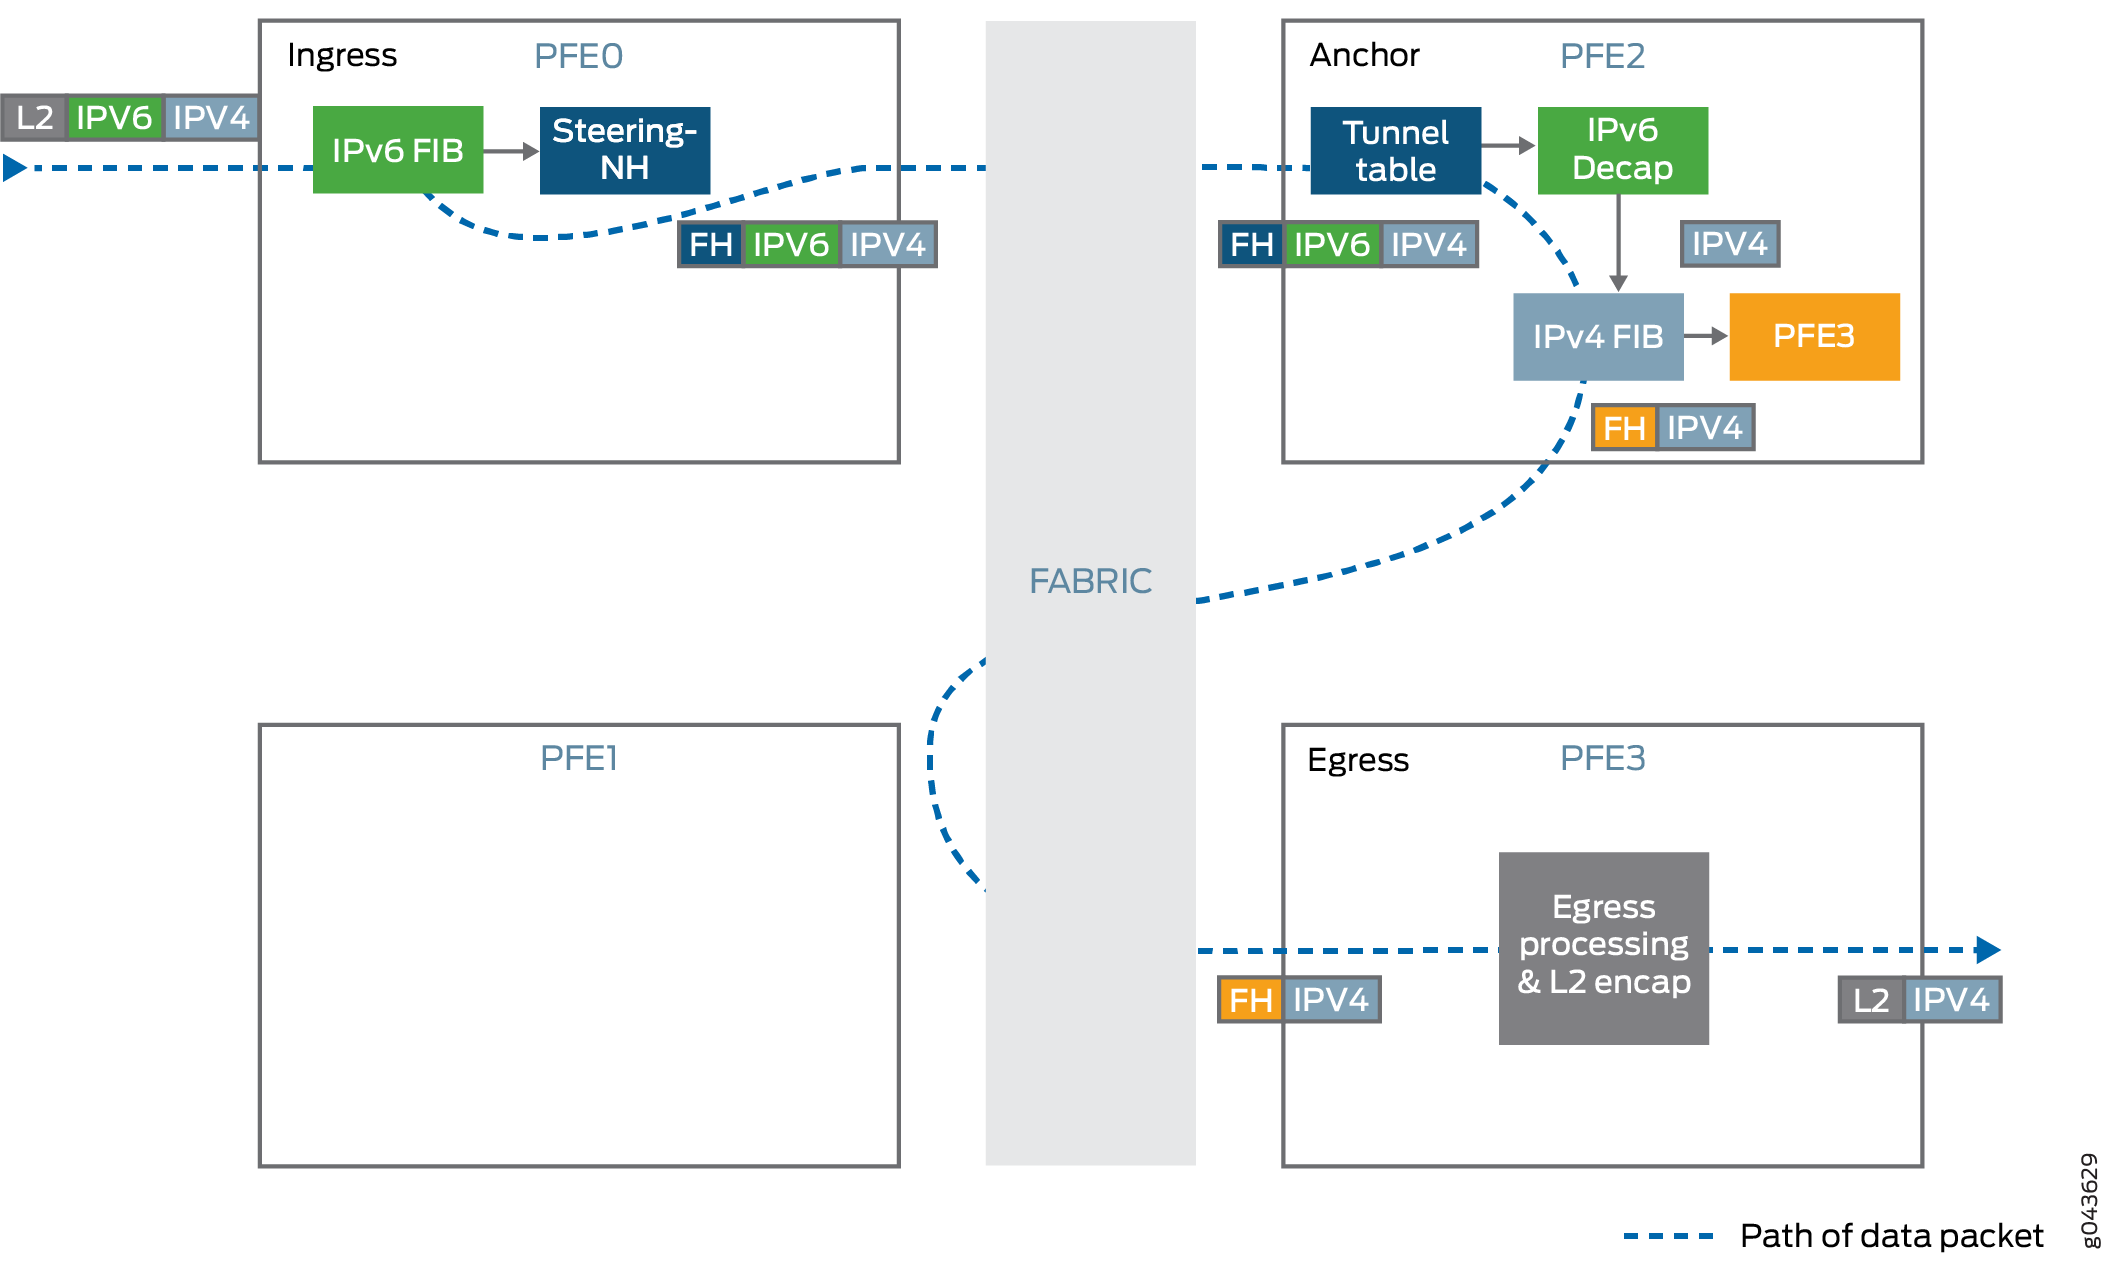 Ingress
PFE0
L2 IPV6 IPV4
IPv6 FIB
Steering-
NH
FH IPV6 IPV4
FABRIC
Anchor
PFE2
Tunnel
table
IPv6
Decap
FH IPV6 IPV4
IPV4
IPv4 FIB
PFE3
FH IPV4
PFE1
Egress
PFE3
Egress
processing
& L2 encap
FH IPV4
L2 IPV4
Path of data packet
g043629